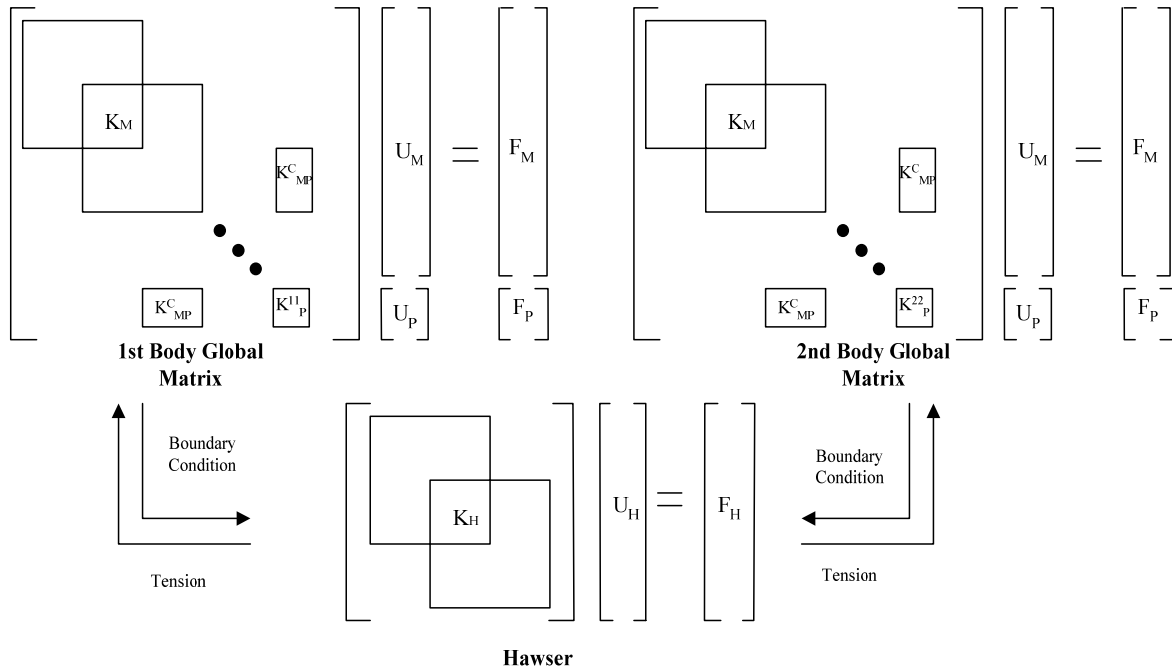 K_M
K^C_MP
K^C_MP
K^11_P
U_M
=
F_M
U_P
F_P
1st Body Global
Matrix
K_M
K^C_MP
K^C_MP
K^22_P
U_M
=
F_M
U_P
F_P
2nd Body Global
Matrix
Boundary
Condition
Tension
K_H
U_H
=
F_H
Boundary
Condition
Tension
Hawser